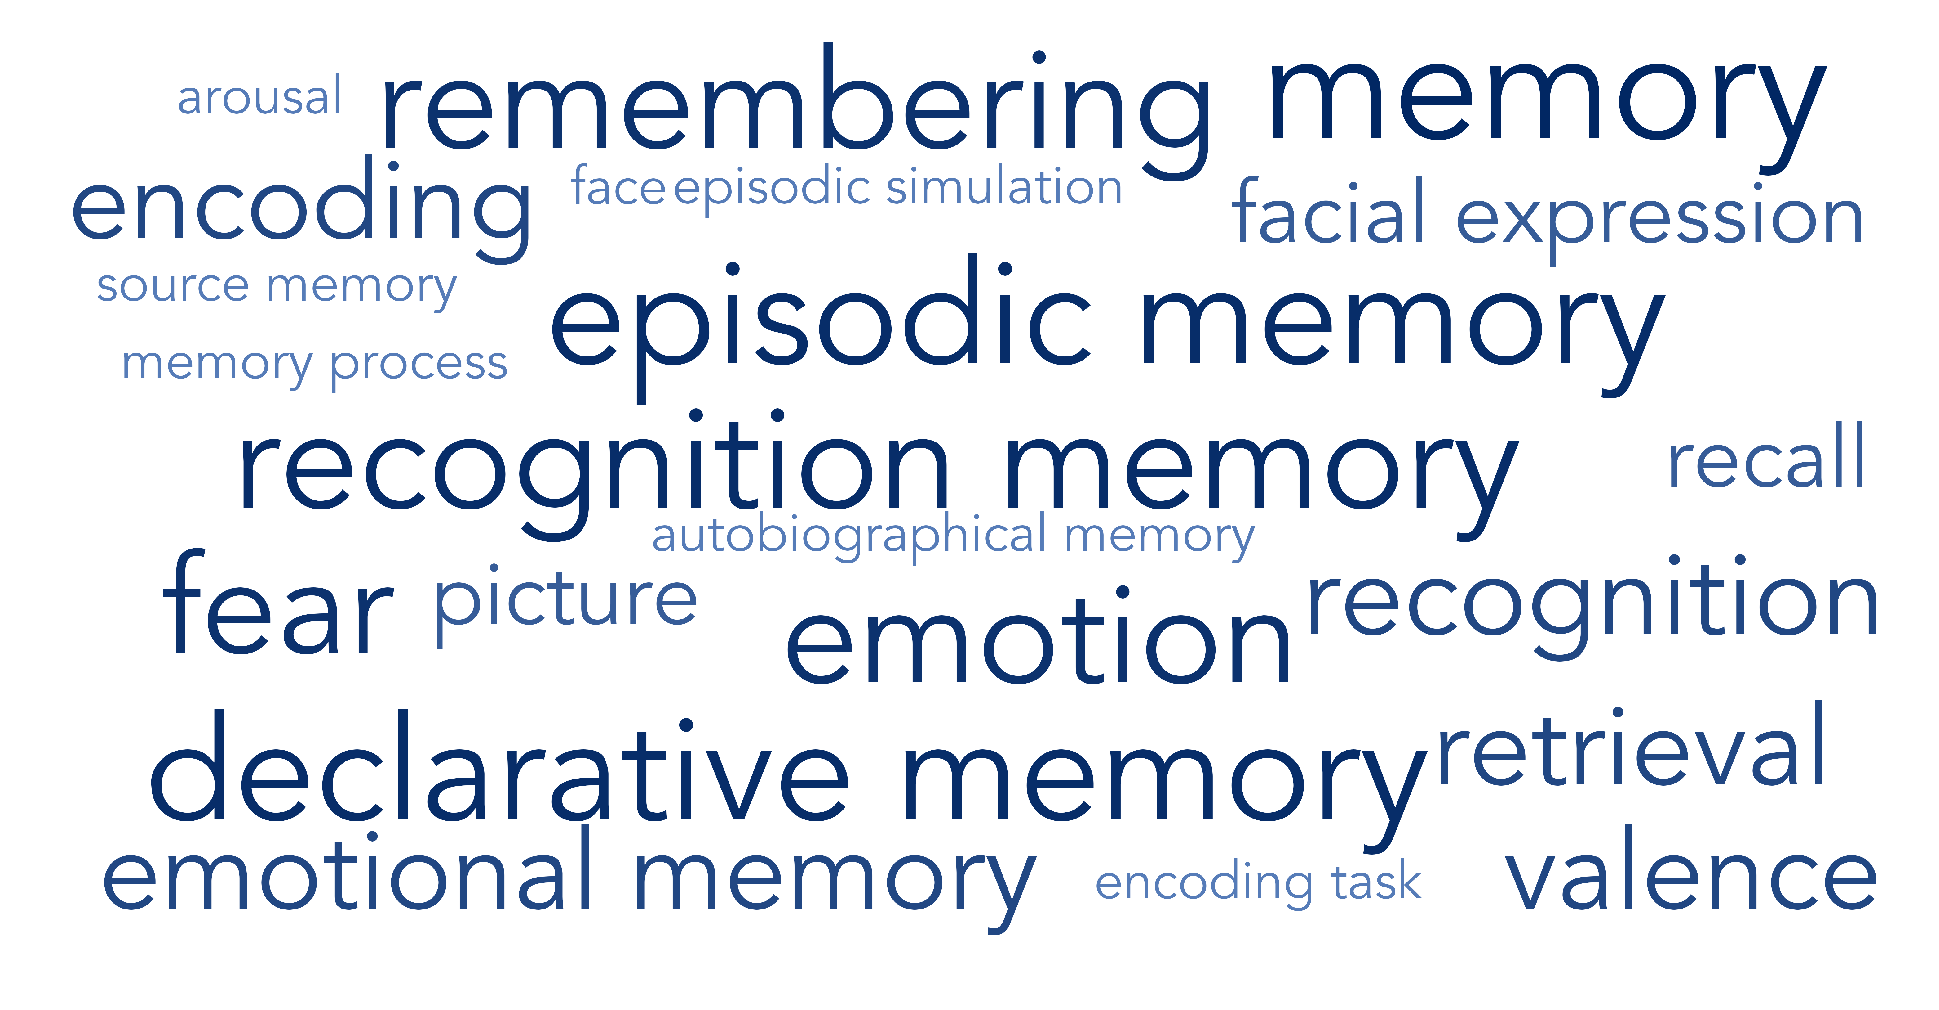 arousal remembering memory
encoding face episodic simulation facial expression
source memory episodic memory
memory process
recognition memory recall
autobiographical memory
fear picture emotion recognition
declarative memory retrieval
emotional memory encoding task valence